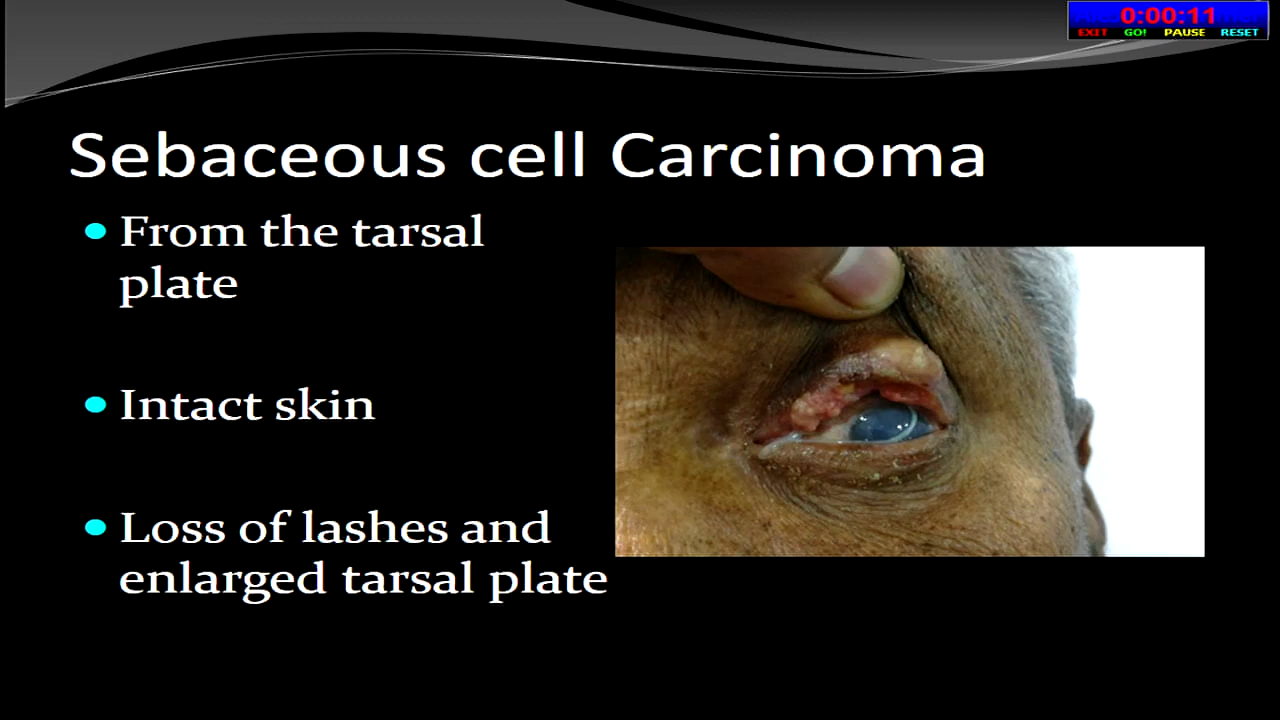 0:00:11
EXIT GO! PAUSE RESET
Sebaceous cell Carcinoma
From the tarsal
plate
Intact skin
Loss of lashes and
enlarged tarsal plate